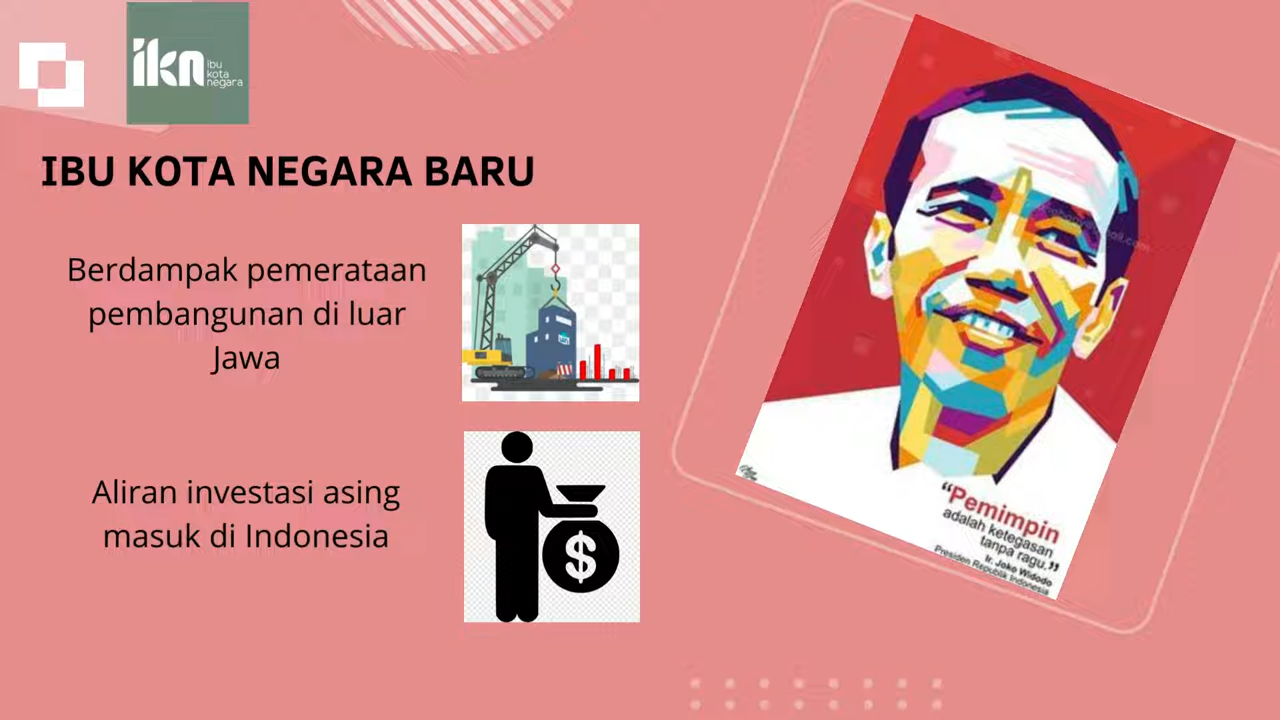 ikn
ibu
kota
negara
IBU KOTA NEGARA BARU
Berdampak pemerataan
pembangunan di luar
Jawa
Aliran investasi asing
masuk di Indonesia
$
“Pemimpin
adalah ketegasan
tanpa ragu.”
Ir. Joko Widodo
Presiden Republik Indonesia